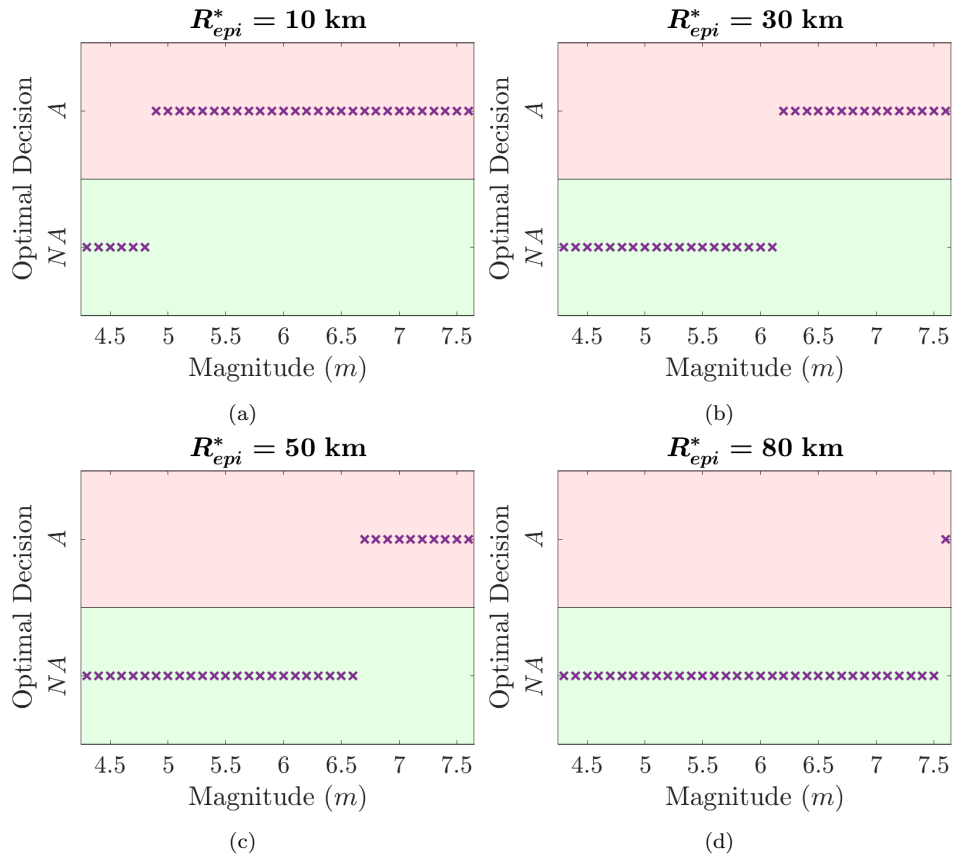 R*epi = 10 km
Optimal Decision
A
NA
4.5 5 5.5 6 6.5 7 7.5
Magnitude (m)
(a)
R*epi = 30 km
Optimal Decision
A
NA
4.5 5 5.5 6 6.5 7 7.5
Magnitude (m)
(b)
R*epi = 50 km
Optimal Decision
A
NA
4.5 5 5.5 6 6.5 7 7.5
Magnitude (m)
(c)
R*epi = 80 km
Optimal Decision
A
NA
4.5 5 5.5 6 6.5 7 7.5
Magnitude (m)
(d)